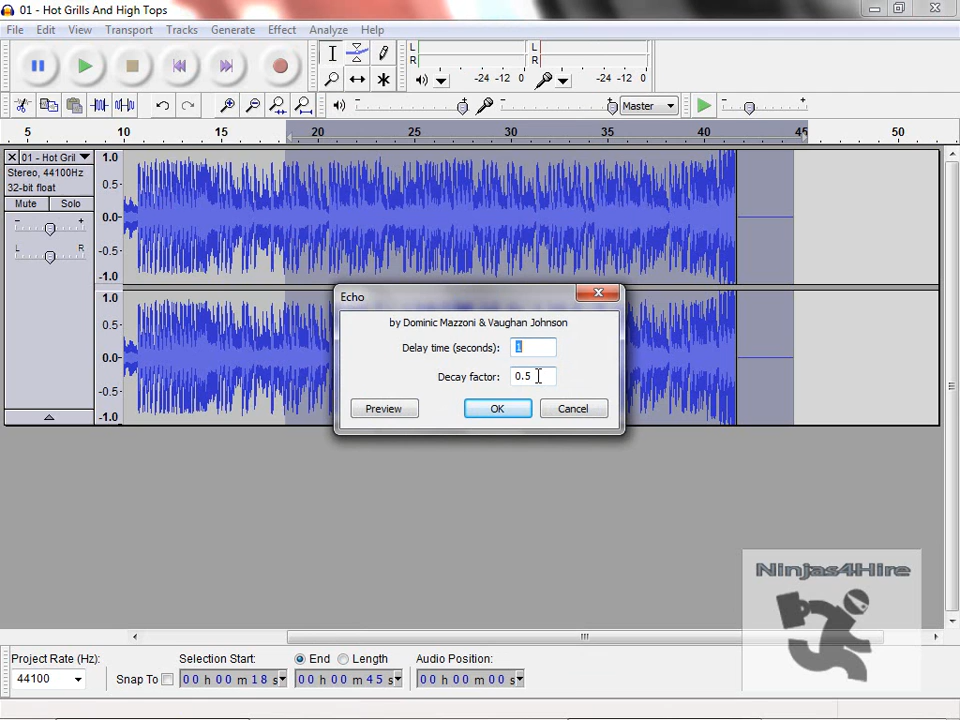 01 - Hot Grills And High Tops
File Edit View Transport Tracks Generate Effect Analyze Help
L
R
-24 -12 0
L
R
-24 -12 0
Master
5 10 15 20 25 30 35 40 45 50
01 - Hot Gril
Stereo, 44100Hz
32-bit float
Mute Solo
- +
L R
1.0
0.5
0.0
-0.5
-1.0
1.0
0.5
0.0
-0.5
-1.0
Echo
by Dominic Mazzoni & Vaughan Johnson
Delay time (seconds): 1
Decay factor: 0.5
Preview OK Cancel
Ninjas4Hire
Project Rate (Hz): Selection Start: End Length Audio Position:
44100 Snap To 00 h 00 m 18 s 00 h 00 m 45 s 00 h 00 m 00 s